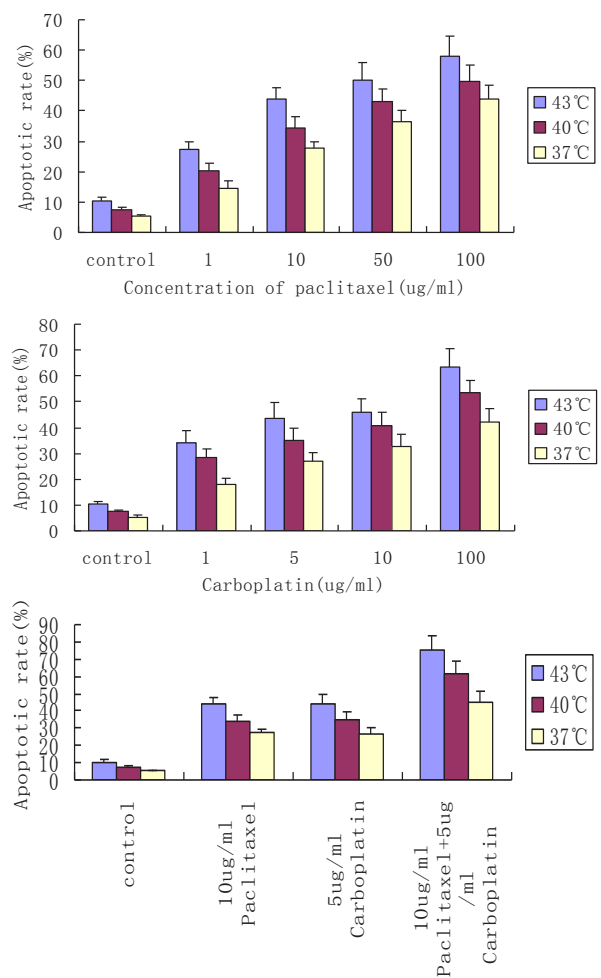 70
60
50
40
30
20
10
0
Apoptotic rate(%)
control 1 10 50 100
Concentration of paclitaxel(ug/ml)
43℃
40℃
37℃
80
70
60
50
40
30
20
10
0
Apoptotic rate(%)
control 1 5 10 100
Carboplatin(ug/ml)
43℃
40℃
37℃
90
80
70
60
50
40
30
20
10
0
Apoptotic rate(%)
control
10ug/ml
Paclitaxel
5ug/ml
Carboplatin
10ug/ml
Paclitaxel+5ug
/ml
Carboplatin
43℃
40℃
37℃